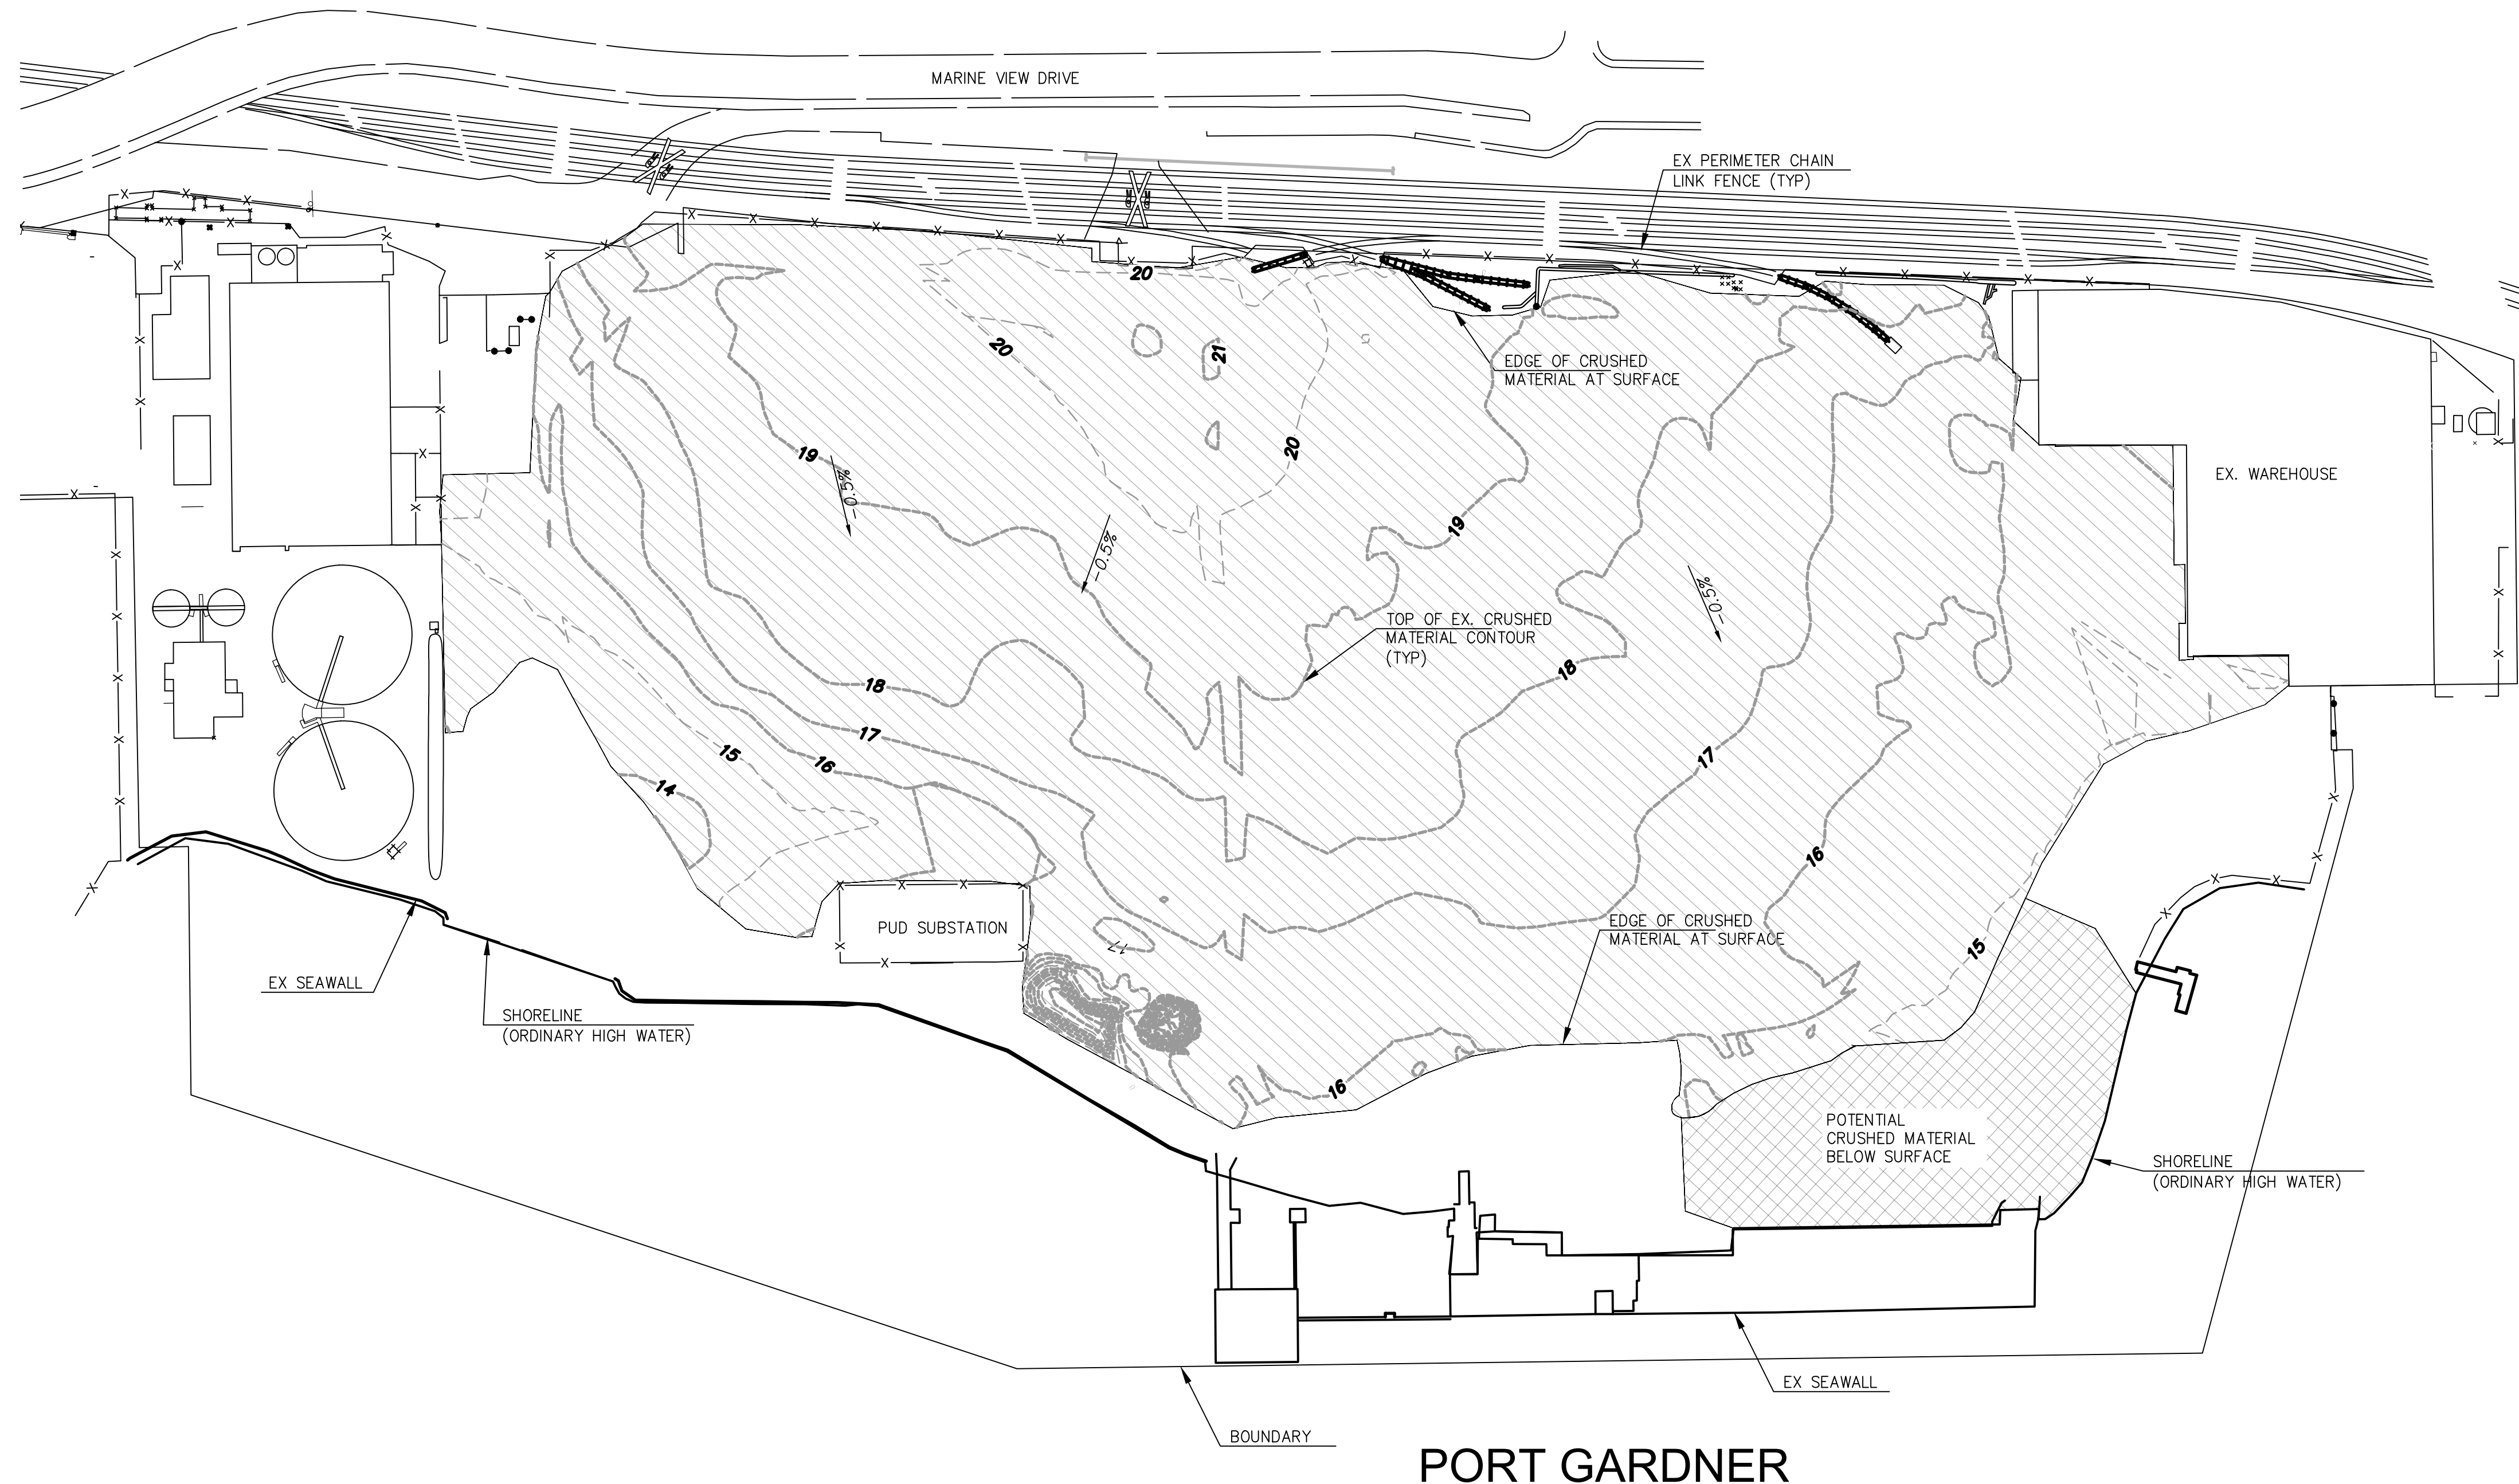 MARINE VIEW DRIVE
EX PERIMETER CHAIN
LINK FENCE (TYP)
20
20
21
EDGE OF CRUSHED
MATERIAL AT SURFACE
19
-0.5%
20
EX. WAREHOUSE
19
-0.5%
-0.5%
TOP OF EX. CRUSHED
MATERIAL CONTOUR
(TYP)
18
18
17
15
16
17
14
16
PUD SUBSTATION
EDGE OF CRUSHED
MATERIAL AT SURFACE
15
EX SEAWALL
SHORELINE
(ORDINARY HIGH WATER)
16
POTENTIAL
CRUSHED MATERIAL
BELOW SURFACE
SHORELINE
(ORDINARY HIGH WATER)
EX SEAWALL
BOUNDARY
PORT GARDNER